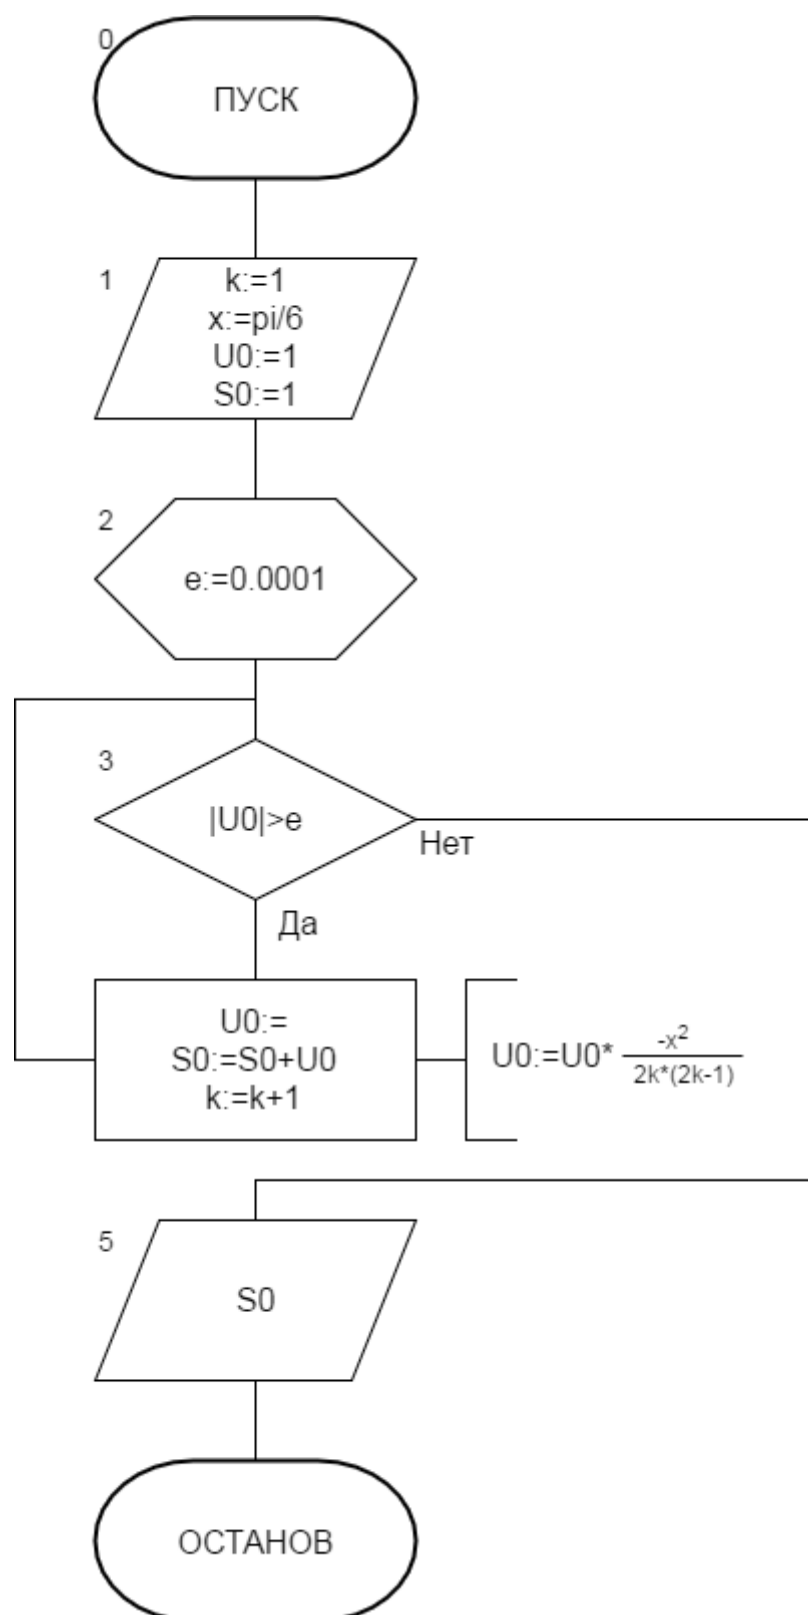 0
ПУСК
1
k:=1
x:=pi/6
U0:=1
S0:=1
2
e:=0.0001
3
|U0|>e
Нет
Да
U0:=
S0:=S0+U0
k:=k+1
U0:=U0* -x²
2k*(2k-1)
5
S0
ОСТАНОВ